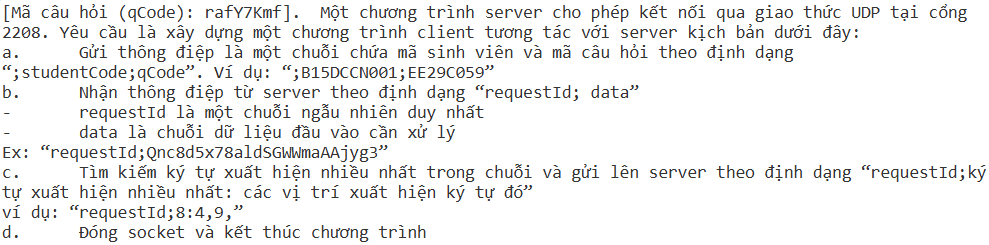 [Mã câu hỏi (qCode): rafY7Kmf].  Một chương trình server cho phép kết nối qua giao thức UDP tại cổng
2208. Yêu cầu là xây dựng một chương trình client tương tác với server kịch bản dưới đây:
a.      Gửi thông điệp là một chuỗi chứa mã sinh viên và mã câu hỏi theo định dạng
“;studentCode;qCode”. Ví dụ: “;B15DCCN001;EE29C059”
b.      Nhận thông điệp từ server theo định dạng “requestId; data”
-       requestId là một chuỗi ngẫu nhiên duy nhất
-       data là chuỗi dữ liệu đầu vào cần xử lý
Ex: “requestId;Qnc8d5x78aldSGWWmaAAjyg3”
c.      Tìm kiếm ký tự xuất hiện nhiều nhất trong chuỗi và gửi lên server theo định dạng “requestId;ký
tự xuất hiện nhiều nhất: các vị trí xuất hiện ký tự đó”
ví dụ: “requestId;8:4,9,”
d.      Đóng socket và kết thúc chương trình